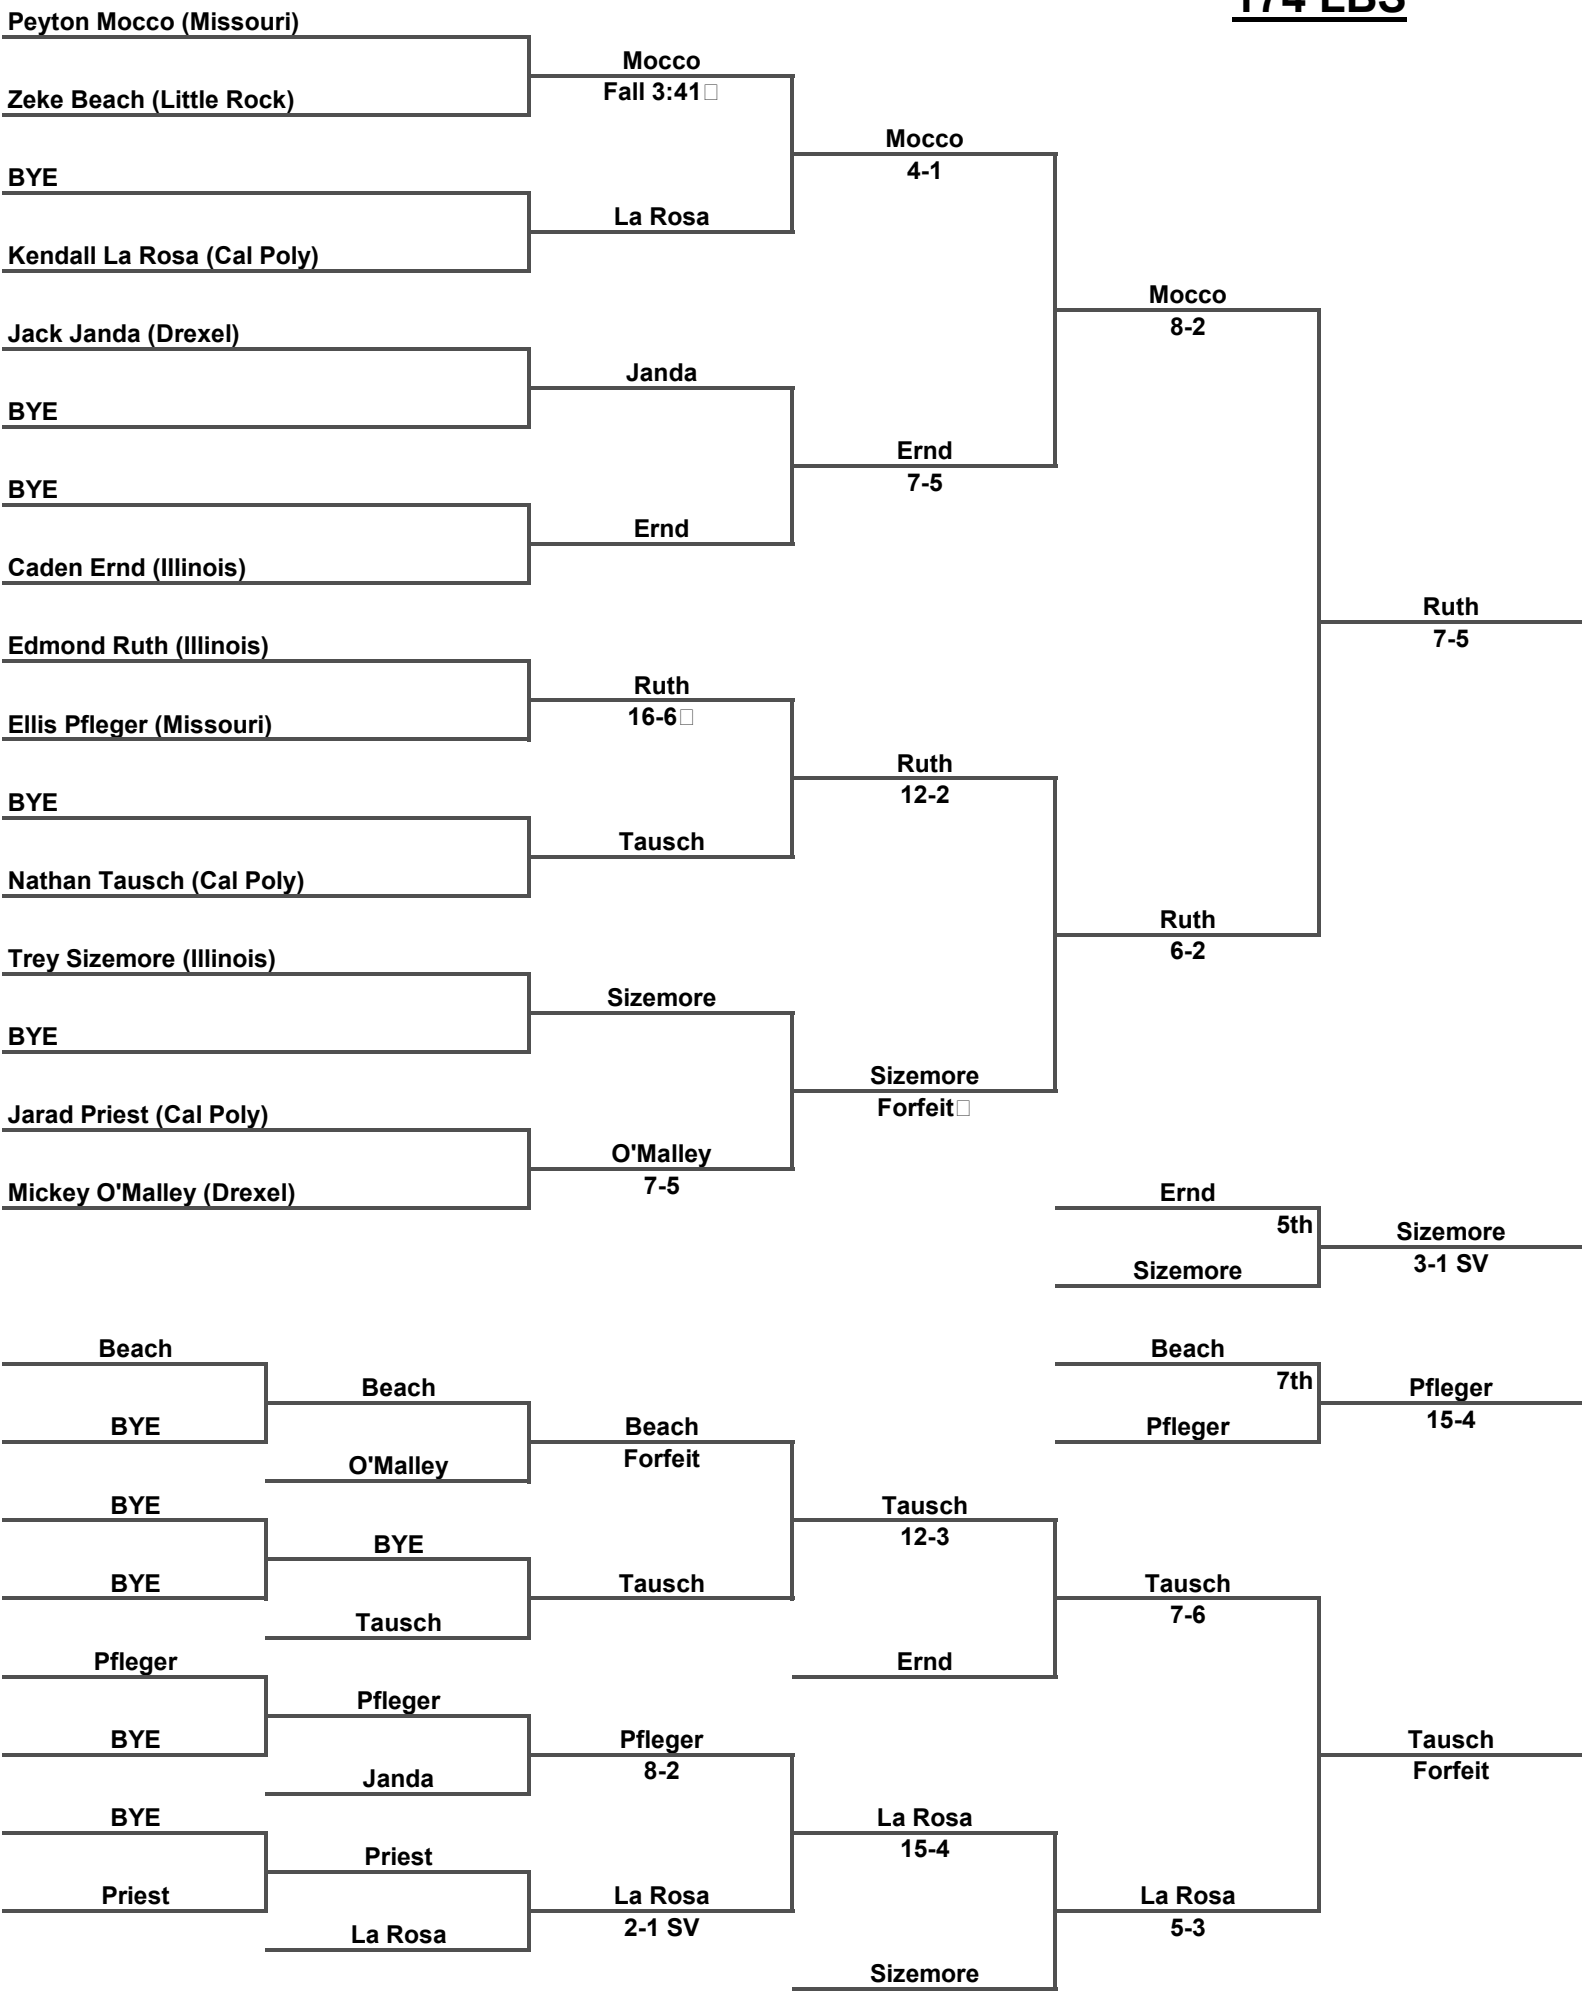 174 LBS
Peyton Mocco (Missouri)
Mocco
Zeke Beach (Little Rock)
Fall 3:41
Mocco
4-1
BYE
La Rosa
Kendall La Rosa (Cal Poly)
Mocco
8-2
Jack Janda (Drexel)
Janda
BYE
Ernd
7-5
BYE
Ernd
Caden Ernd (Illinois)
Ruth
7-5
Edmond Ruth (Illinois)
Ruth
16-6
Ellis Pfleger (Missouri)
Ruth
12-2
BYE
Tausch
Nathan Tausch (Cal Poly)
Ruth
6-2
Trey Sizemore (Illinois)
Sizemore
BYE
Sizemore
Forfeit
Jarad Priest (Cal Poly)
O'Malley
7-5
Mickey O'Malley (Drexel)
Ernd
5th
Sizemore
3-1 SV
Sizemore
Beach
Beach
Beach
7th
Pfleger
15-4
BYE
Beach
Forfeit
Pfleger
O'Malley
BYE
Tausch
12-3
BYE
BYE
Tausch
Tausch
7-6
Tausch
Pfleger
Ernd
Pfleger
BYE
Pfleger
8-2
Tausch
Forfeit
Janda
BYE
La Rosa
15-4
Priest
Priest
La Rosa
2-1 SV
La Rosa
5-3
La Rosa
Sizemore